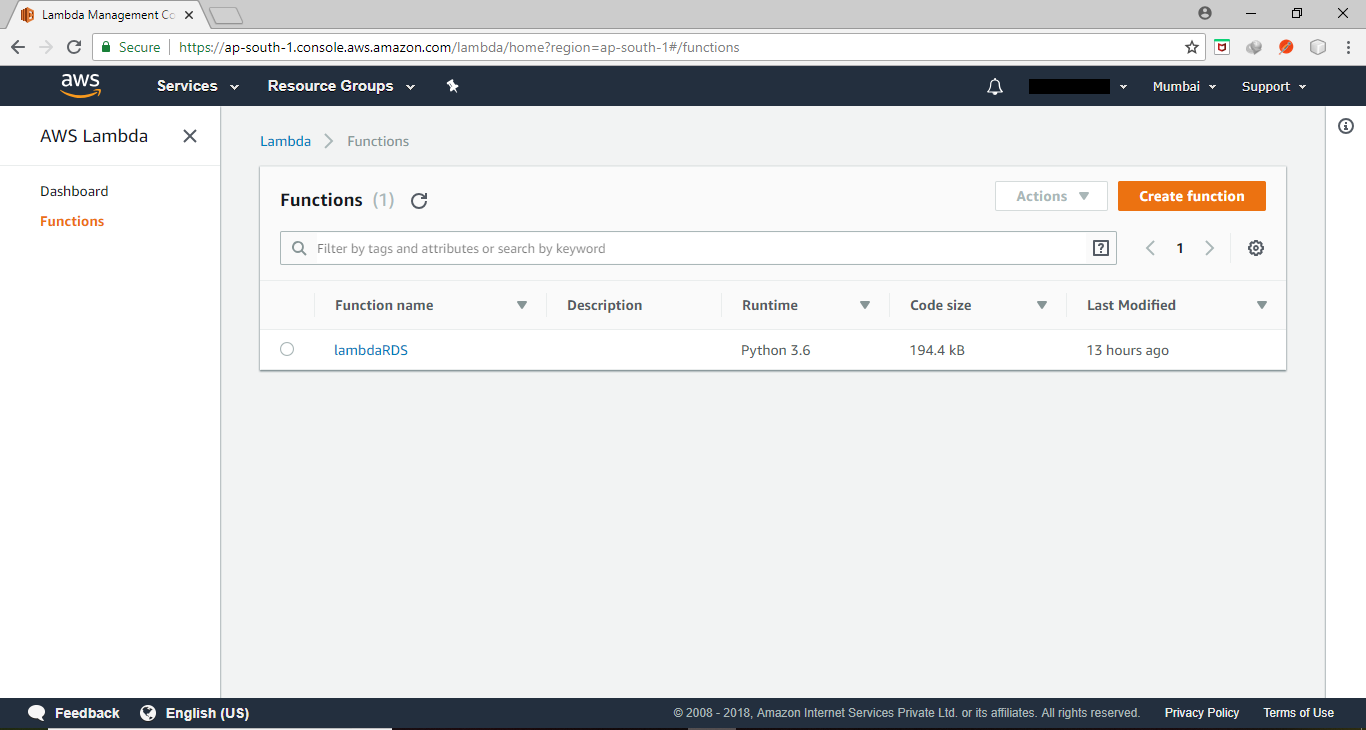 Lambda Management Co
Secure https://ap-south-1.console.aws.amazon.com/lambda/home?region=ap-south-1#/functions
aws Services Resource Groups Mumbai Support
AWS Lambda
Dashboard
Functions
Lambda Functions
Functions (1) Actions Create function
Filter by tags and attributes or search by keyword ? 1
Function name Description Runtime Code size Last Modified
lambdaRDS Python 3.6 194.4 kB 13 hours ago
Feedback English (US) © 2008 - 2018, Amazon Internet Services Private Ltd. or its affiliates. All rights reserved. Privacy Policy Terms of Use